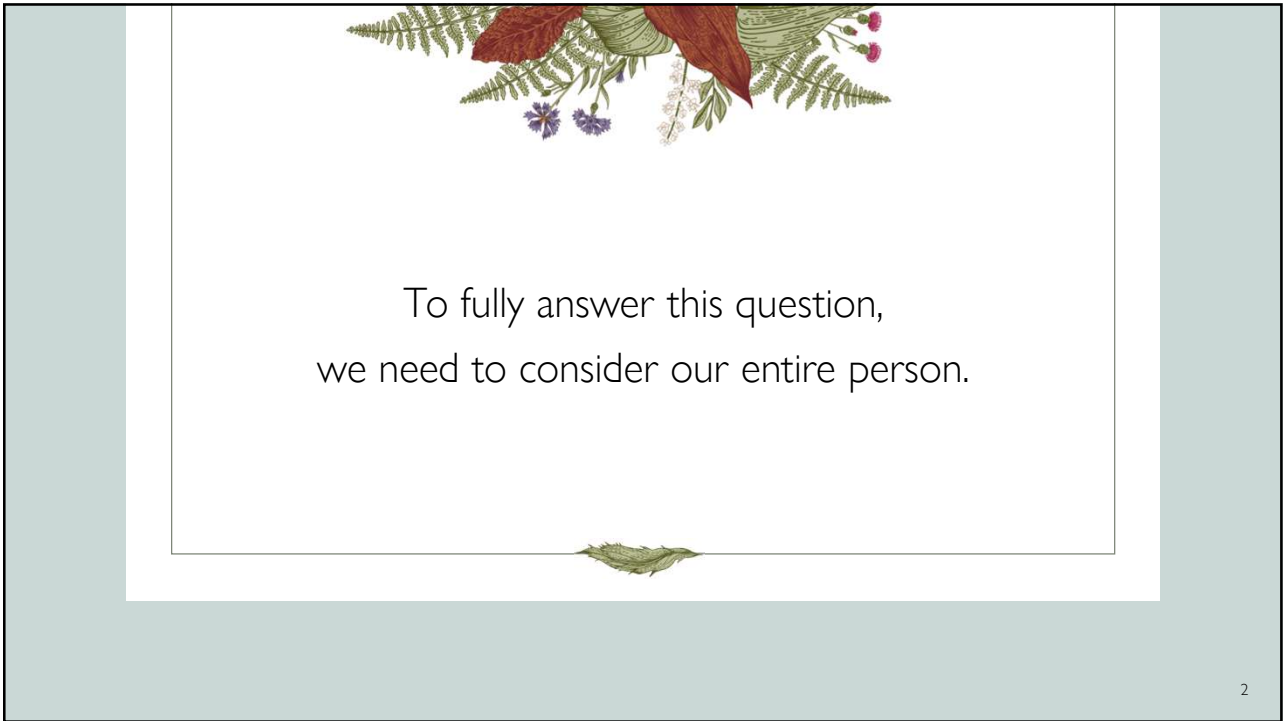 To fully answer this question,
we need to consider our entire person.
2